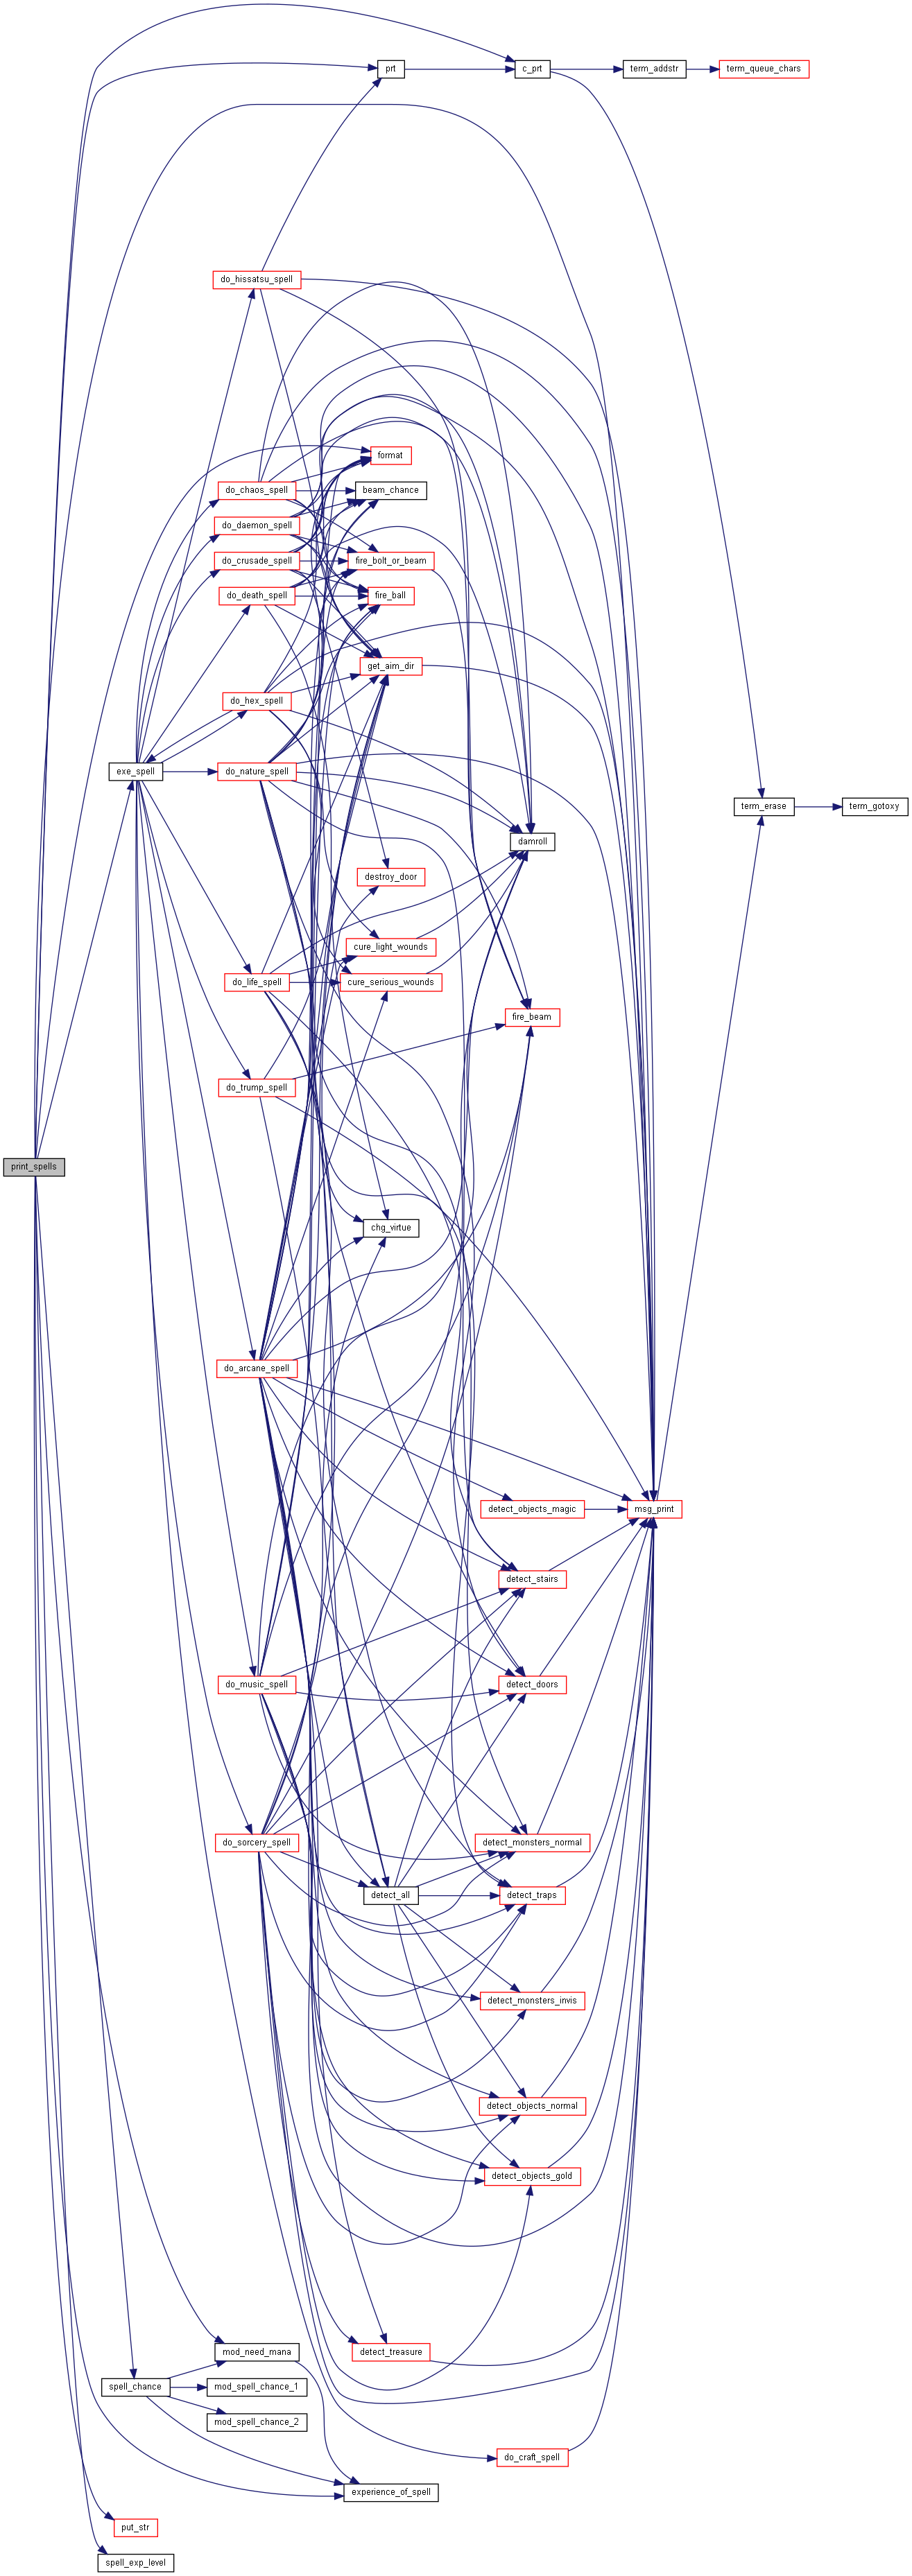 prt
c_prt
term_addstr
term_queue_chars
do_hissatsu_spell
format
do_chaos_spell
beam_chance
do_daemon_spell
do_crusade_spell
fire_bolt_or_beam
do_death_spell
fire_ball
get_aim_dir
do_hex_spell
exe_spell
do_nature_spell
term_erase
term_gotoxy
damroll
destroy_door
cure_light_wounds
do_life_spell
cure_serious_wounds
fire_beam
do_trump_spell
print_spells
chg_virtue
do_arcane_spell
detect_objects_magic
msg_print
detect_stairs
do_music_spell
detect_doors
do_sorcery_spell
detect_monsters_normal
detect_all
detect_traps
detect_monsters_invis
detect_objects_normal
detect_objects_gold
mod_need_mana
detect_treasure
spell_chance
mod_spell_chance_1
mod_spell_chance_2
do_craft_spell
experience_of_spell
put_str
spell_exp_level